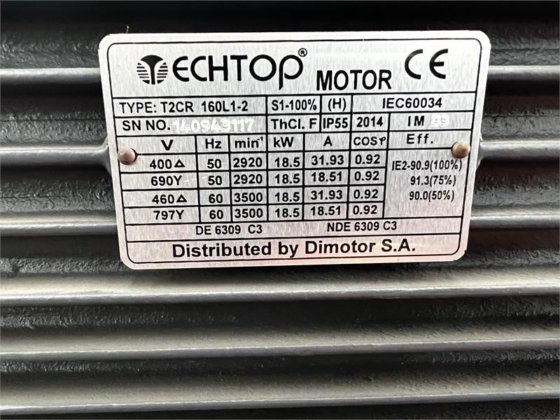 TECHTOP MOTOR CE
TYPE: T2CR 160L1-2 S1-100% (H) IEC60034
SN NO. 140949117 ThCl. F IP55 2014 IM
V Hz min⁻¹ kW A COSφ Eff.
400△ 50 2920 18.5 31.93 0.92 IE2-90.9(100%)
690Y 50 2920 18.5 18.51 0.92 91.3(75%)
460△ 60 3500 18.5 31.93 0.92 90.0(50%)
797Y 60 3500 18.5 18.51 0.92
DE 6309 C3 NDE 6309 C3
Distributed by Dimotor S.A.